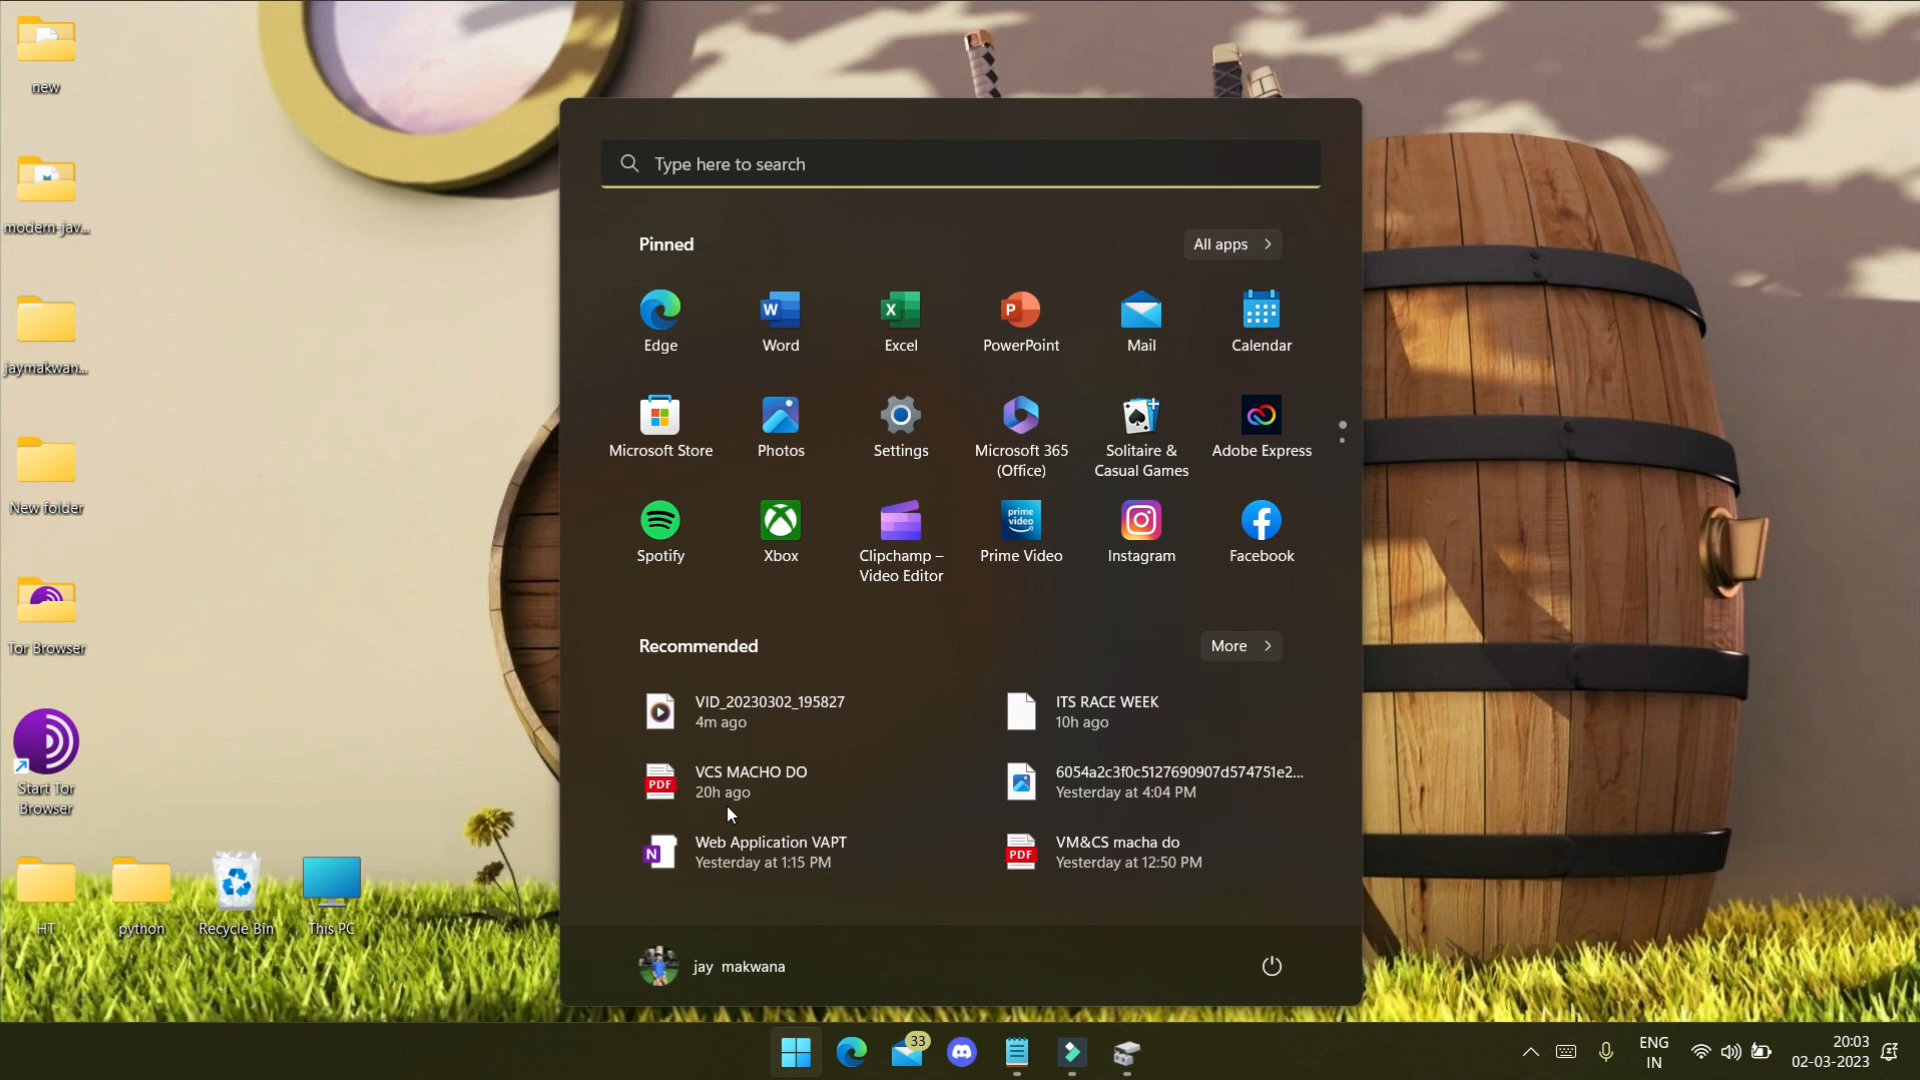 new
modern-jav...
jaymakwan...
New folder
Tor Browser
Start Tor
Browser
HT
python
Recycle Bin
This PC
Type here to search
Pinned
All apps
Edge
Word
Excel
PowerPoint
Mail
Calendar
Microsoft Store
Photos
Settings
Microsoft 365
(Office)
Solitaire &
Casual Games
Adobe Express
Spotify
Xbox
Clipchamp –
Video Editor
prime
video
Prime Video
Instagram
Facebook
Recommended
More
VID_20230302_195827
4m ago
ITS RACE WEEK
10h ago
PDF
VCS MACHO DO
20h ago
6054a2c3f0c5127690907d574751e2...
Yesterday at 4:04 PM
N
Web Application VAPT
Yesterday at 1:15 PM
PDF
VM&CS macha do
Yesterday at 12:50 PM
jay makwana
33
ENG
IN
20:03
02-03-2023